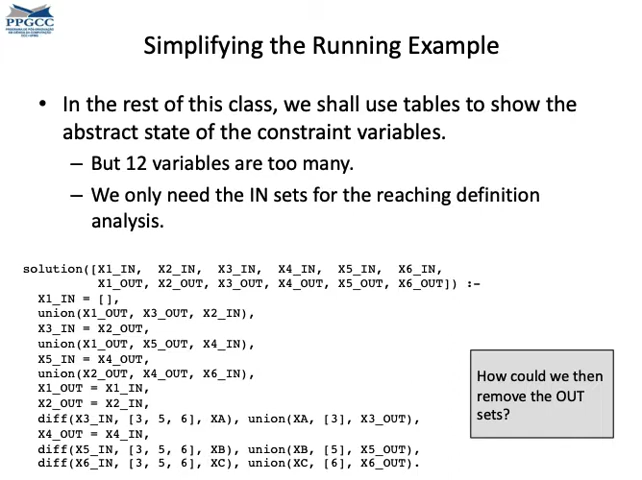 PPGCC
Simplifying the Running Example
• In the rest of this class, we shall use tables to show the
abstract state of the constraint variables.
– But 12 variables are too many.
– We only need the IN sets for the reaching definition
analysis.
solution([X1_IN, X2_IN, X3_IN, X4_IN, X5_IN, X6_IN,
X1_OUT, X2_OUT, X3_OUT, X4_OUT, X5_OUT, X6_OUT]) :-
X1_IN = [],
union(X1_OUT, X3_OUT, X2_IN),
X3_IN = X2_OUT,
union(X1_OUT, X5_OUT, X4_IN),
X5_IN = X4_OUT,
union(X2_OUT, X4_OUT, X6_IN),
X1_OUT = X1_IN,
X2_OUT = X2_IN,
diff(X3_IN, [3, 5, 6], XA), union(XA, [3], X3_OUT),
X4_OUT = X4_IN,
diff(X5_IN, [3, 5, 6], XB), union(XB, [5], X5_OUT),
diff(X6_IN, [3, 5, 6], XC), union(XC, [6], X6_OUT).
How could we then
remove the OUT
sets?